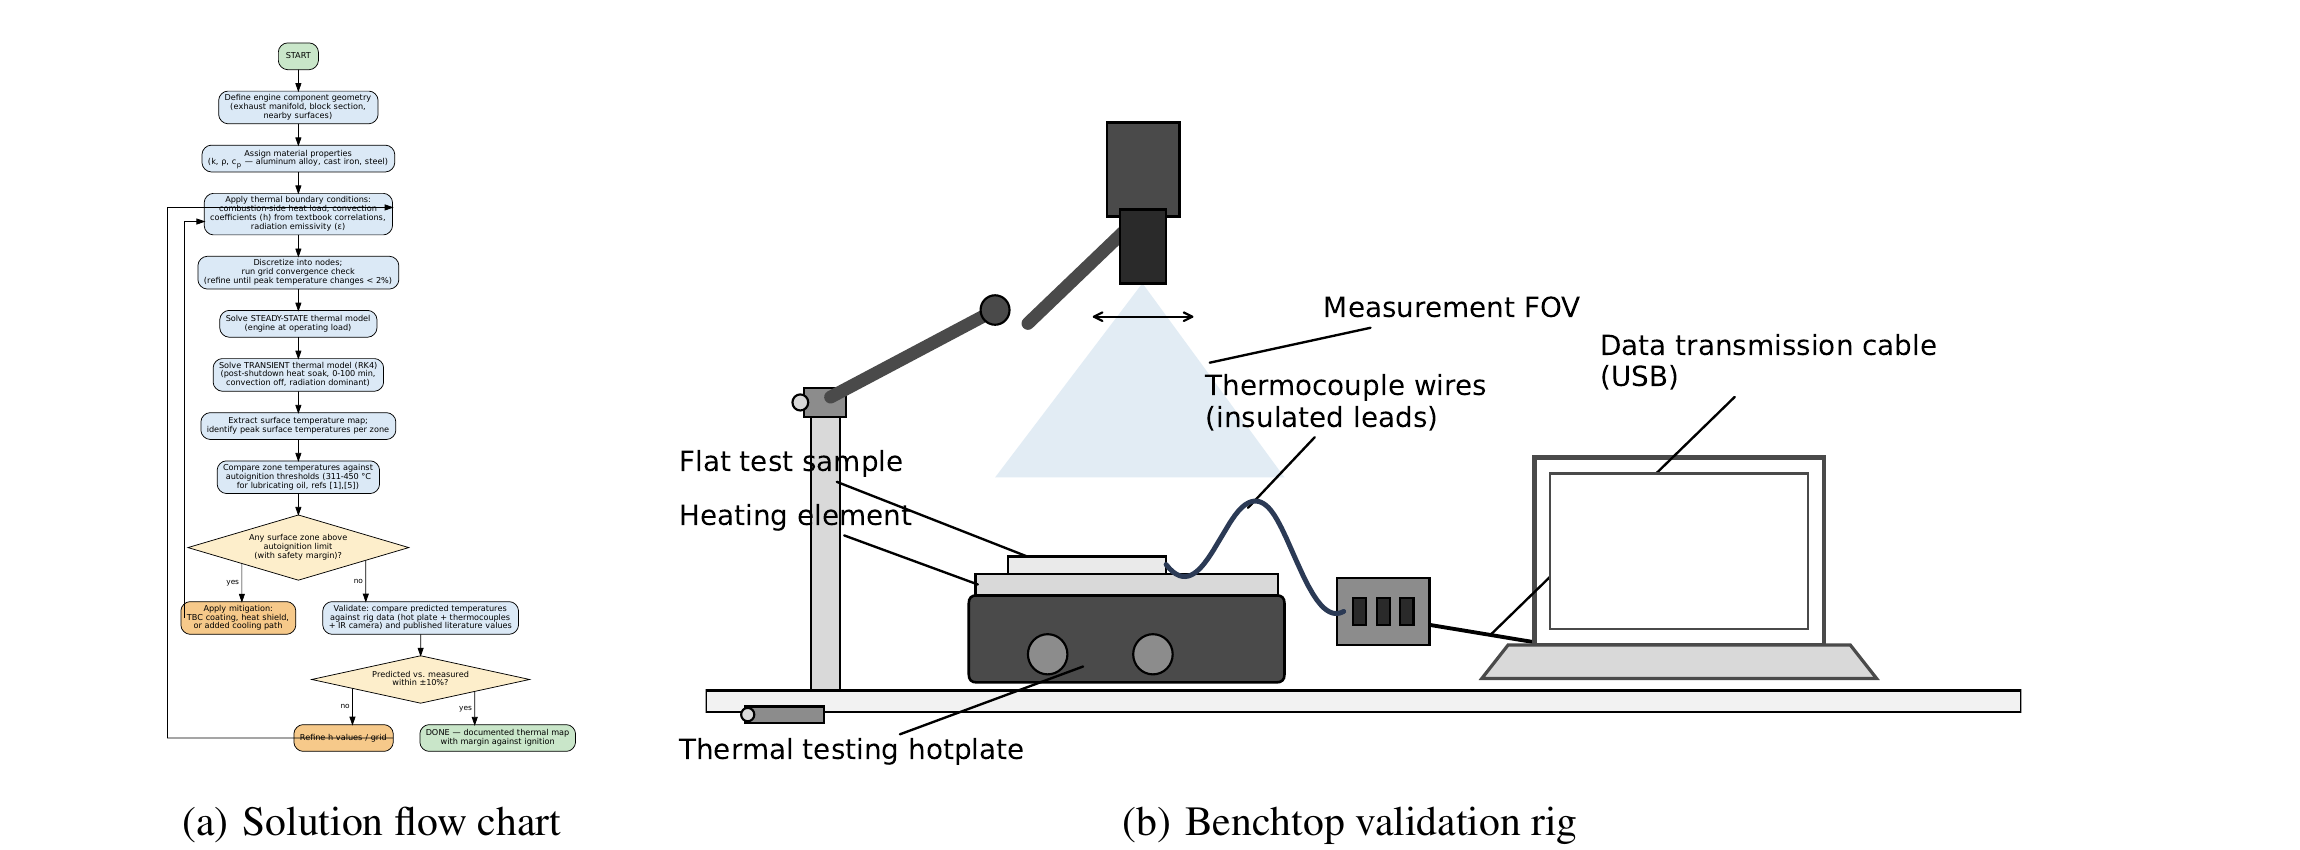 START
Define engine component geometry
(exhaust manifold, block section,
nearby surfaces)
Assign material properties
(k, ρ, cp — aluminum alloy, cast iron, steel)
Apply thermal boundary conditions:
combustion-side heat load, convection
coefficients (h) from textbook correlations,
radiation emissivity (ε)
Discretize into nodes;
run grid convergence check
(refine until peak temperature changes < 2%)
Solve STEADY-STATE thermal model
(engine at operating load)
Solve TRANSIENT thermal model (RK4)
(post-shutdown heat soak, 0-100 min,
convection off, radiation dominant)
Extract surface temperature map;
identify peak surface temperatures per zone
Compare zone temperatures against
autoignition thresholds (311-450 °C
for lubricating oil, refs [1],[5])
Any surface zone above
autoignition limit
(with safety margin)?
yes
no
Apply mitigation:
TBC coating, heat shield,
or added cooling path
Validate: compare predicted temperatures
against rig data (hot plate + thermocouples
+ IR camera) and published literature values
Predicted vs. measured
within ±10%?
no
yes
Refine h values / grid
DONE — documented thermal map
with margin against ignition
(a) Solution flow chart
Measurement FOV
Data transmission cable
(USB)
Thermocouple wires
(insulated leads)
Flat test sample
Heating element
Thermal testing hotplate
(b) Benchtop validation rig